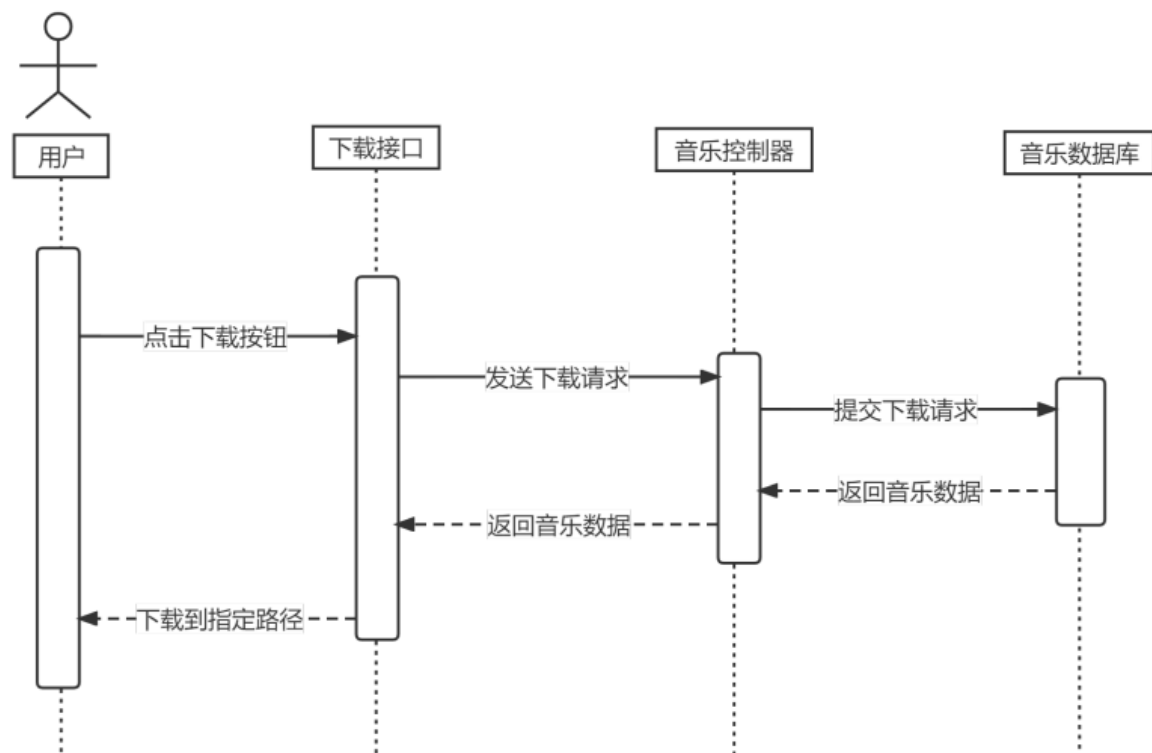 用户
下载接口
音乐控制器
音乐数据库
点击下载按钮
发送下载请求
提交下载请求
返回音乐数据
返回音乐数据
下载到指定路径